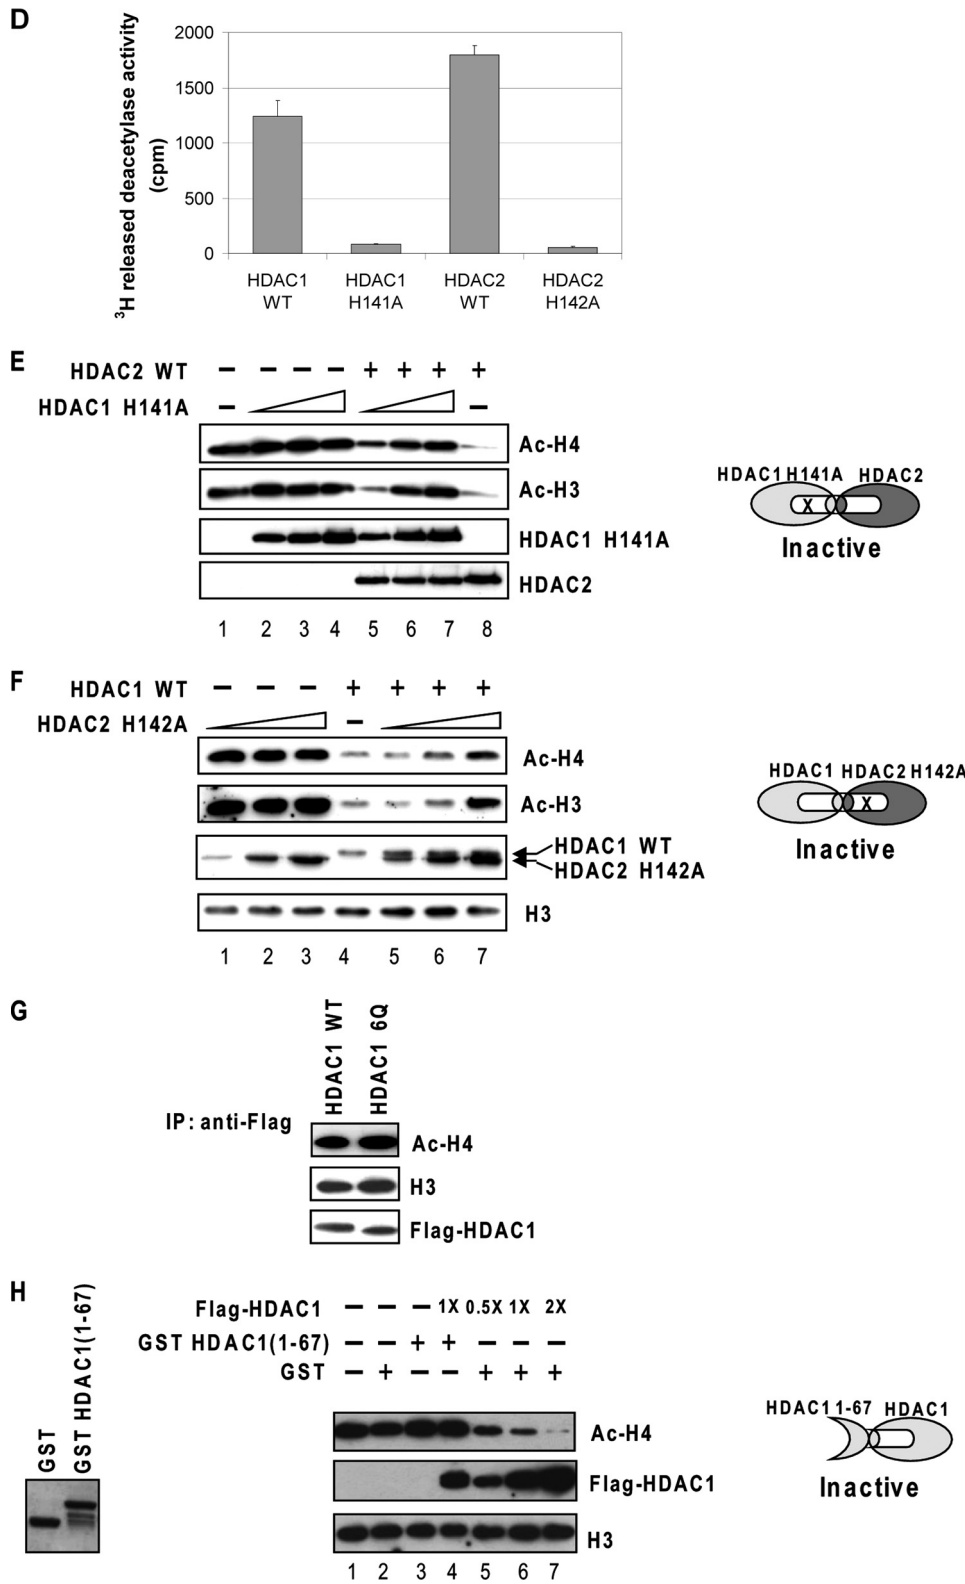 D
³H released deacetylase activity
(cpm)
2000
1500
1000
500
0
HDAC1
WT
HDAC1
H141A
HDAC2
WT
HDAC2
H142A
E
HDAC2 WT – – – – + + + +
HDAC1 H141A – –
Ac-H4
Ac-H3
HDAC1 H141A
HDAC2
1 2 3 4 5 6 7 8
HDAC1 H141A HDAC2
X
Inactive
F
HDAC1 WT – – – + + + +
HDAC2 H142A –
Ac-H4
Ac-H3
HDAC1 WT
HDAC2 H142A
H3
1 2 3 4 5 6 7
HDAC1 HDAC2 H142A
X
Inactive
G
HDAC1 WT
HDAC1 6Q
IP: anti-Flag
Ac-H4
H3
Flag-HDAC1
H
GST
GST HDAC1(1-67)
Flag-HDAC1 – – – 1X 0.5X 1X 2X
GST HDAC1(1-67) – – + + – – –
GST – + – – + + +
Ac-H4
Flag-HDAC1
H3
1 2 3 4 5 6 7
HDAC1 1-67 HDAC1
Inactive